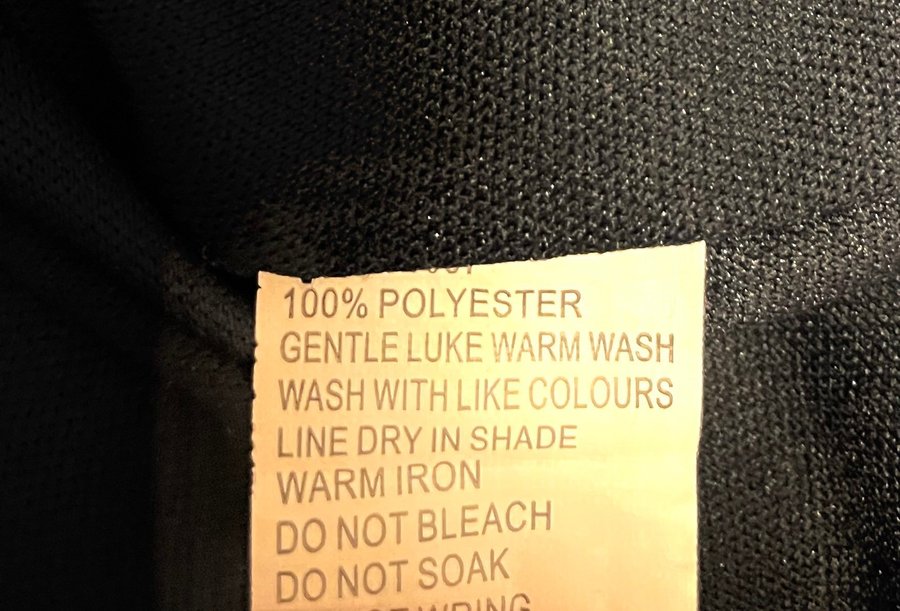 100% POLYESTER
GENTLE LUKE WARM WASH
WASH WITH LIKE COLOURS
LINE DRY IN SHADE
WARM IRON
DO NOT BLEACH
DO NOT SOAK
WRING